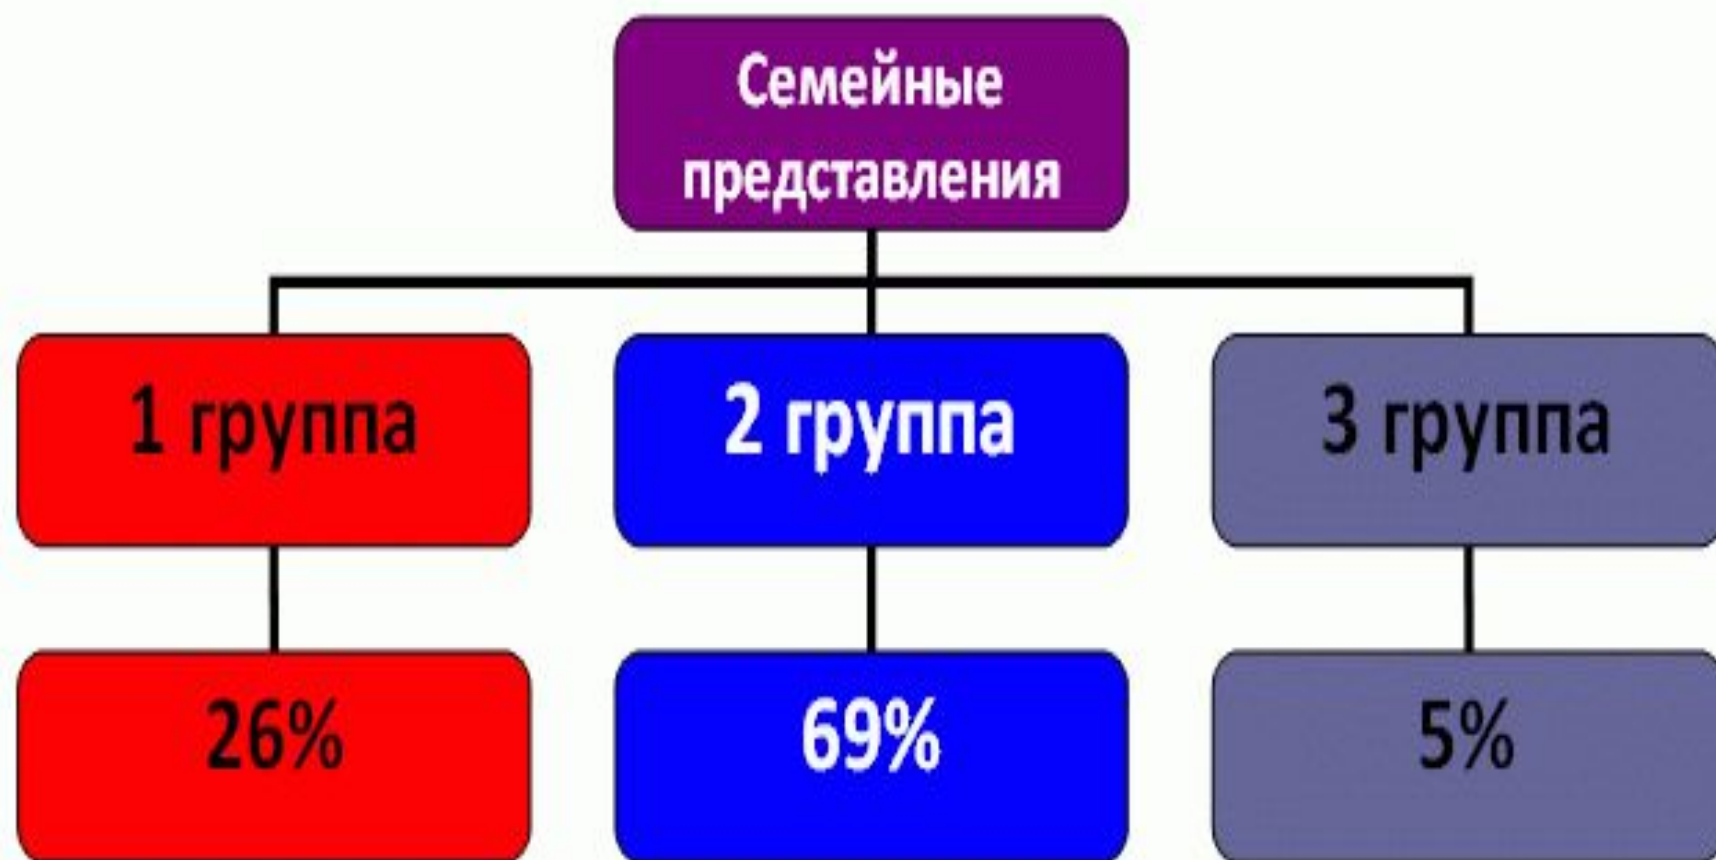 Семейные
представления
1 группа
2 группа
3 группа
26%
69%
5%